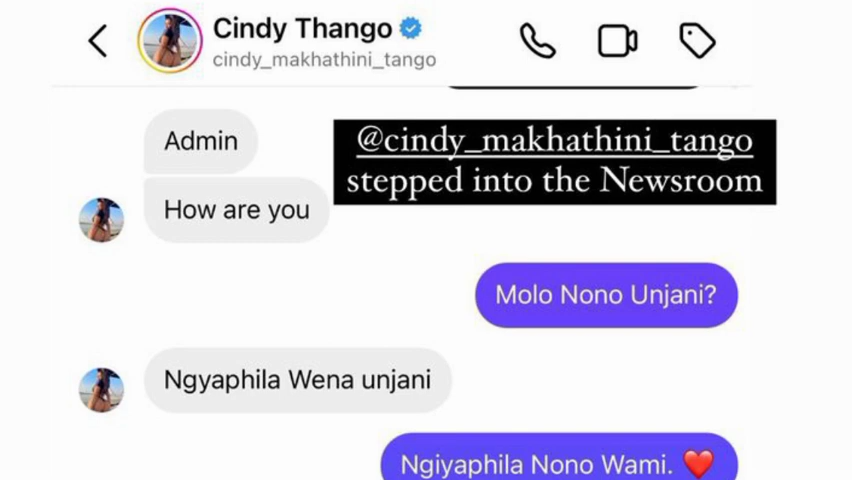 Cindy Thango
cindy_makhathini_tango
Admin
@cindy_makhathini_tango
stepped into the Newsroom
How are you
Molo Nono Unjani?
Ngyaphila Wena unjani
Ngiyaphila Nono Wami. ❤️